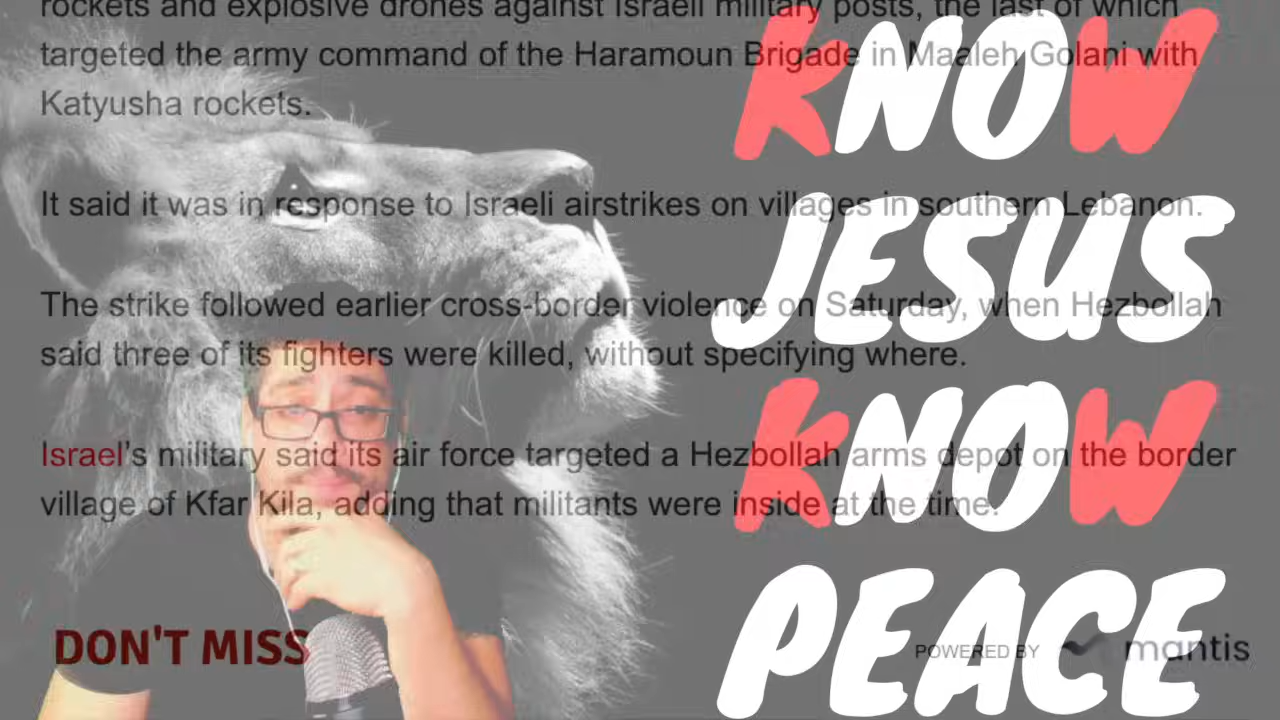 rockets and explosive drones against Israeli military posts, the last of which
targeted the army command of the Haramoun Brigade in Maaleh Golani with
Katyusha rockets.
It said it was in response to Israeli airstrikes on villages in southern Lebanon.
The strike followed earlier cross-border violence on Saturday, when Hezbollah
said three of its fighters were killed, without specifying where.
Israel's military said its air force targeted a Hezbollah arms depot on the border
village of Kfar Kila, adding that militants were inside at the time.
DON'T MISS
POWERED BY mantis
KNOW
JESUS
KNOW
PEACE